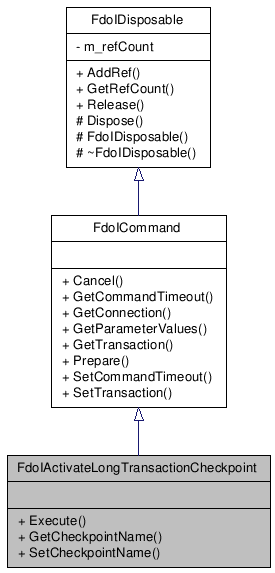 FdoIDisposable
- m_refCount
+ AddRef()
+ GetRefCount()
+ Release()
# Dispose()
# FdoIDisposable()
# ~FdoIDisposable()
FdoICommand
+ Cancel()
+ GetCommandTimeout()
+ GetConnection()
+ GetParameterValues()
+ GetTransaction()
+ Prepare()
+ SetCommandTimeout()
+ SetTransaction()
FdoIActivateLongTransactionCheckpoint
+ Execute()
+ GetCheckpointName()
+ SetCheckpointName()